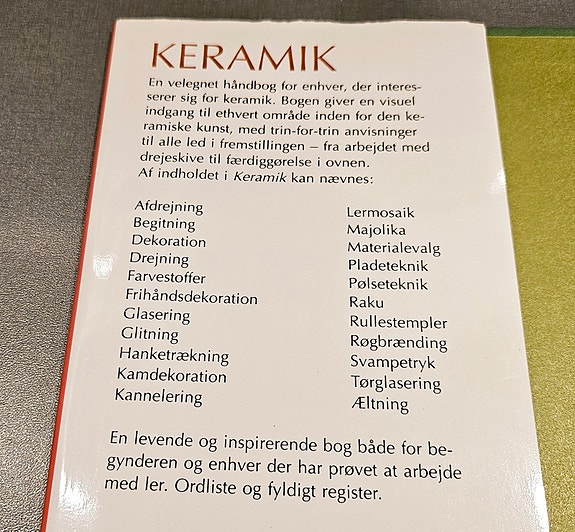 KERAMIK
En velegnet håndbog for enhver, der interes-
serer sig for keramik. Bogen giver en visuel
indgang til ethvert område inden for den ke-
ramiske kunst, med trin-for-trin anvisninger
til alle led i fremstillingen – fra arbejdet med
drejeskive til færdiggørelse i ovnen.
Af indholdet i Keramik kan nævnes:
Afdrejning
Begitning
Dekoration
Drejning
Farvestoffer
Frihåndsdekoration
Glasering
Glitning
Hanketrækning
Kamdekoration
Kannelering
Lermosaik
Majolika
Materialevalg
Pladeteknik
Pølseteknik
Raku
Rullestempler
Røgbrænding
Svampetryk
Tørglasering
Æltning
En levende og inspirerende bog både for be-
gynderen og enhver der har prøvet at arbejde
med ler. Ordliste og fyldigt register.